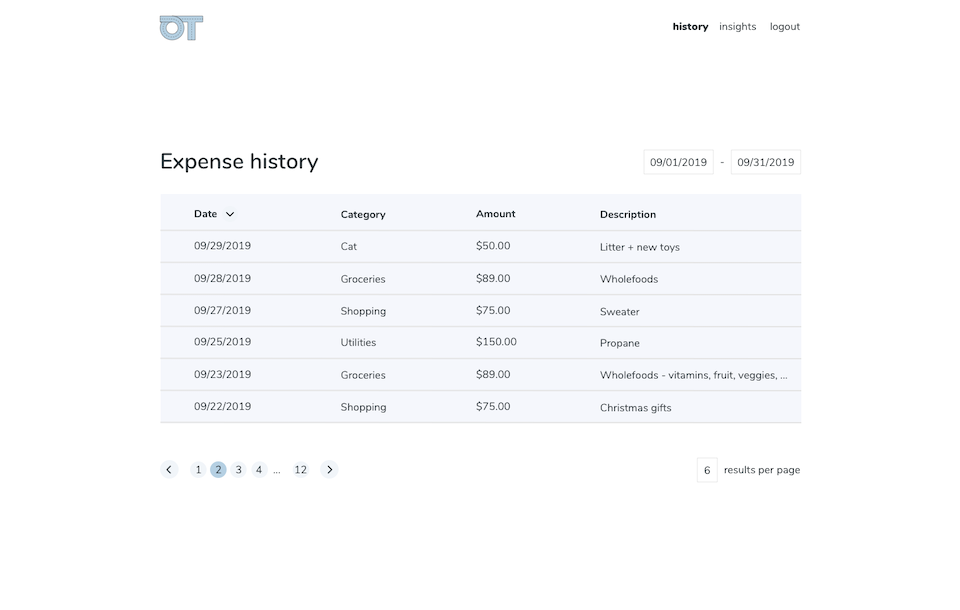 OT
history insights logout
Expense history
09/01/2019 - 09/31/2019
Date Category Amount Description
09/29/2019 Cat $50.00 Litter + new toys
09/28/2019 Groceries $89.00 Wholefoods
09/27/2019 Shopping $75.00 Sweater
09/25/2019 Utilities $150.00 Propane
09/23/2019 Groceries $89.00 Wholefoods - vitamins, fruit, veggies, ...
09/22/2019 Shopping $75.00 Christmas gifts
1 2 3 4 ... 12
6 results per page